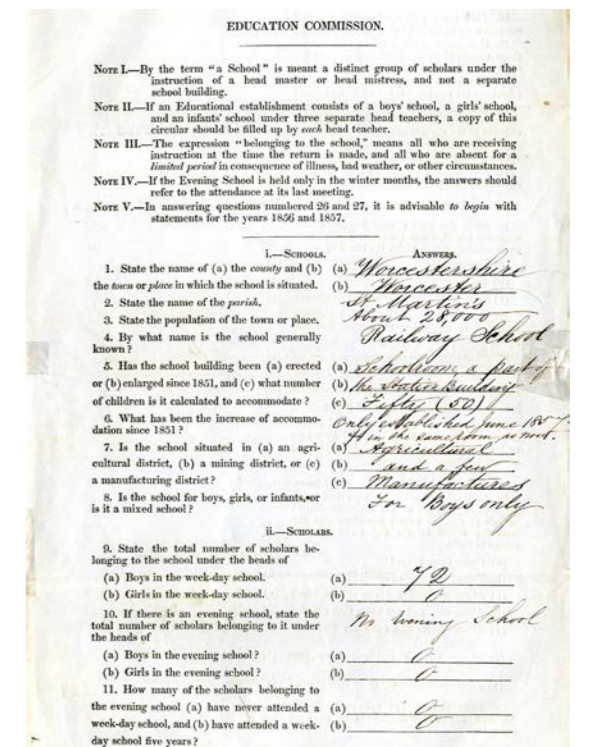 EDUCATION COMMISSION.
NOTE I.—By the term "a School" is meant a distinct group of scholars under the
instruction of a head master or head mistress, and not a separate
school building.
NOTE II.—If an Educational establishment consists of a boys' school, a girls' school,
and an infants' school under three separate head teachers, a copy of this
circular should be filled up by each head teacher.
NOTE III.—The expression "belonging to the school," means all who are receiving
instruction at the time the return is made, and all who are absent for a
limited period in consequence of illness, bad weather, or other circumstances.
NOTE IV.—If the Evening School is held only in the winter months, the answers should
refer to the attendance at its last meeting.
NOTE V.—In answering questions numbered 26 and 27, it is advisable to begin with
statements for the years 1856 and 1857.
i.—SCHOOLS. ANSWERS.
1. State the name of (a) the county and (b) (a) Worcestershire
the town or place in which the school is situated. (b) Worcester
2. State the name of the parish. St Martin's
3. State the population of the town or place. About 28,000
4. By what name is the school generally Railway School
known?
5. Has the school building been (a) erected (a) Schoolroom, a part of
or (b) enlarged since 1851, and (c) what number (b) the Station Building
of children is it calculated to accommodate? (c) Fifty (50)
6. What has been the increase of accommo- Only established June 1857
dation since 1851? in the same room as now.
7. Is the school situated in (a) an agri- (a) Agricultural
cultural district, (b) a mining district, or (c) (b) and a few
a manufacturing district? (c) Manufactures
8. Is the school for boys, girls, or infants, or For Boys only
is it a mixed school?
ii.—SCHOLARS.
9. State the total number of scholars be-
longing to the school under the heads of
(a) Boys in the week-day school. (a) 72
(b) Girls in the week-day school. (b) 0
10. If there is an evening school, state the No Evening School
total number of scholars belonging to it under
the heads of
(a) Boys in the evening school? (a) 0
(b) Girls in the evening school? (b) 0
11. How many of the scholars belonging to
the evening school (a) have never attended a (a) 0
week-day school, and (b) have attended a week- (b) 0
day school five years?